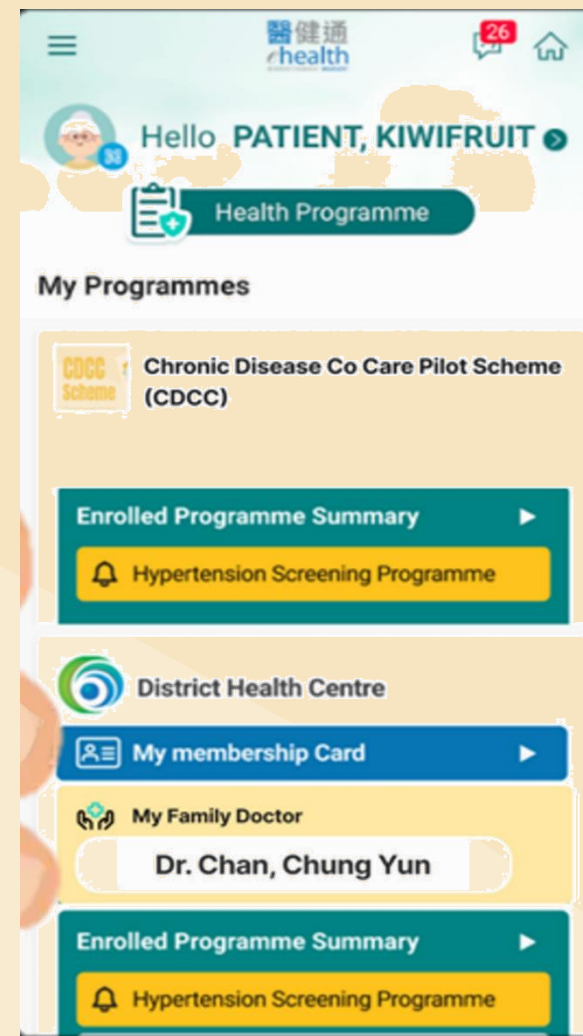 醫健通
ehealth
26
Hello PATIENT, KIWIFRUIT
Health Programme
My Programmes
CDCC
Scheme
Chronic Disease Co Care Pilot Scheme
(CDCC)
Enrolled Programme Summary
Hypertension Screening Programme
District Health Centre
My membership Card
My Family Doctor
Dr. Chan, Chung Yun
Enrolled Programme Summary
Hypertension Screening Programme